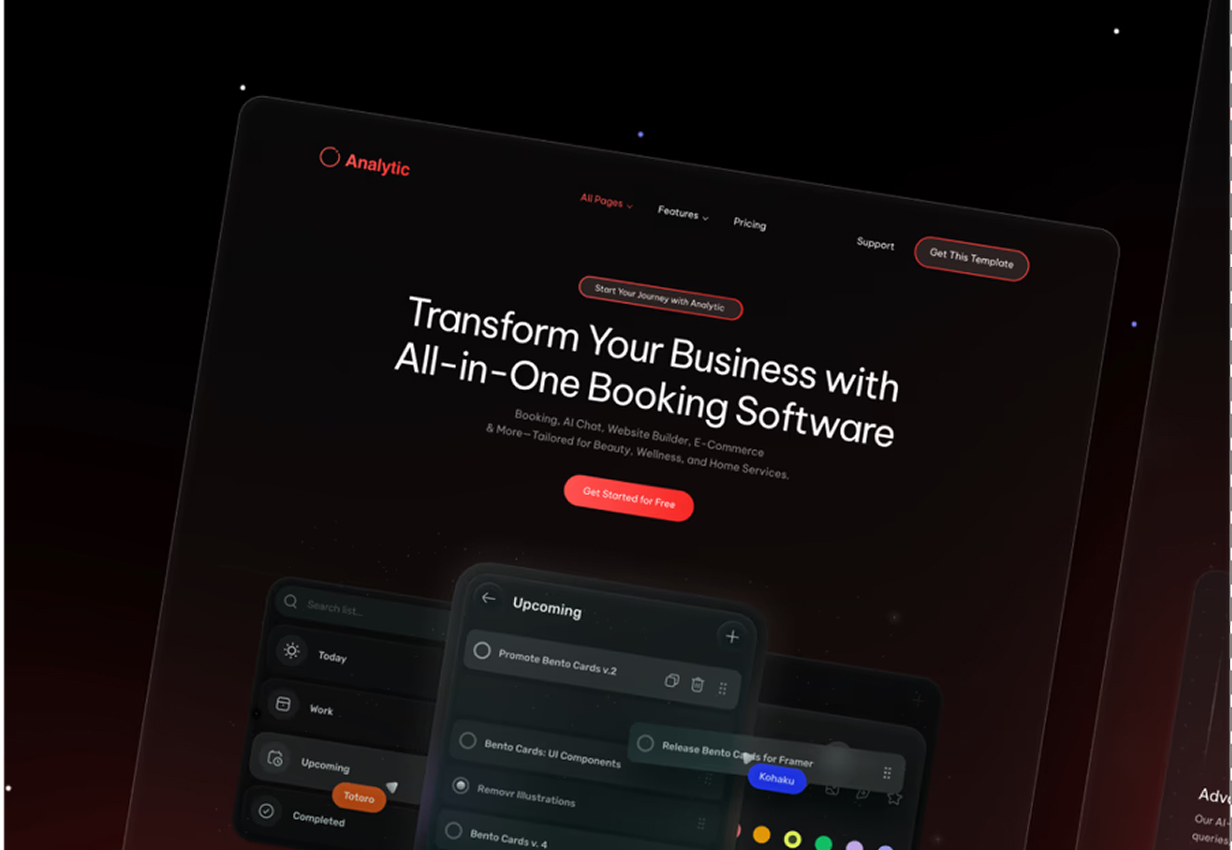 Analytic
All Pages
Features
Pricing
Support
Get This Template
Start Your Journey with Analytic
Transform Your Business with
All-in-One Booking Software
Booking, AI Chat, Website Builder, E-Commerce
& More—Tailored for Beauty, Wellness, and Home Services.
Get Started for Free
Search list...
Today
Work
Upcoming
Totoro
Completed
Upcoming
Promote Bento Cards v.2
Bento Cards: UI Components
Release Bento Cards for Framer
Kohaku
Removr Illustrations
Bento Cards v. 4
Our AI-
queries